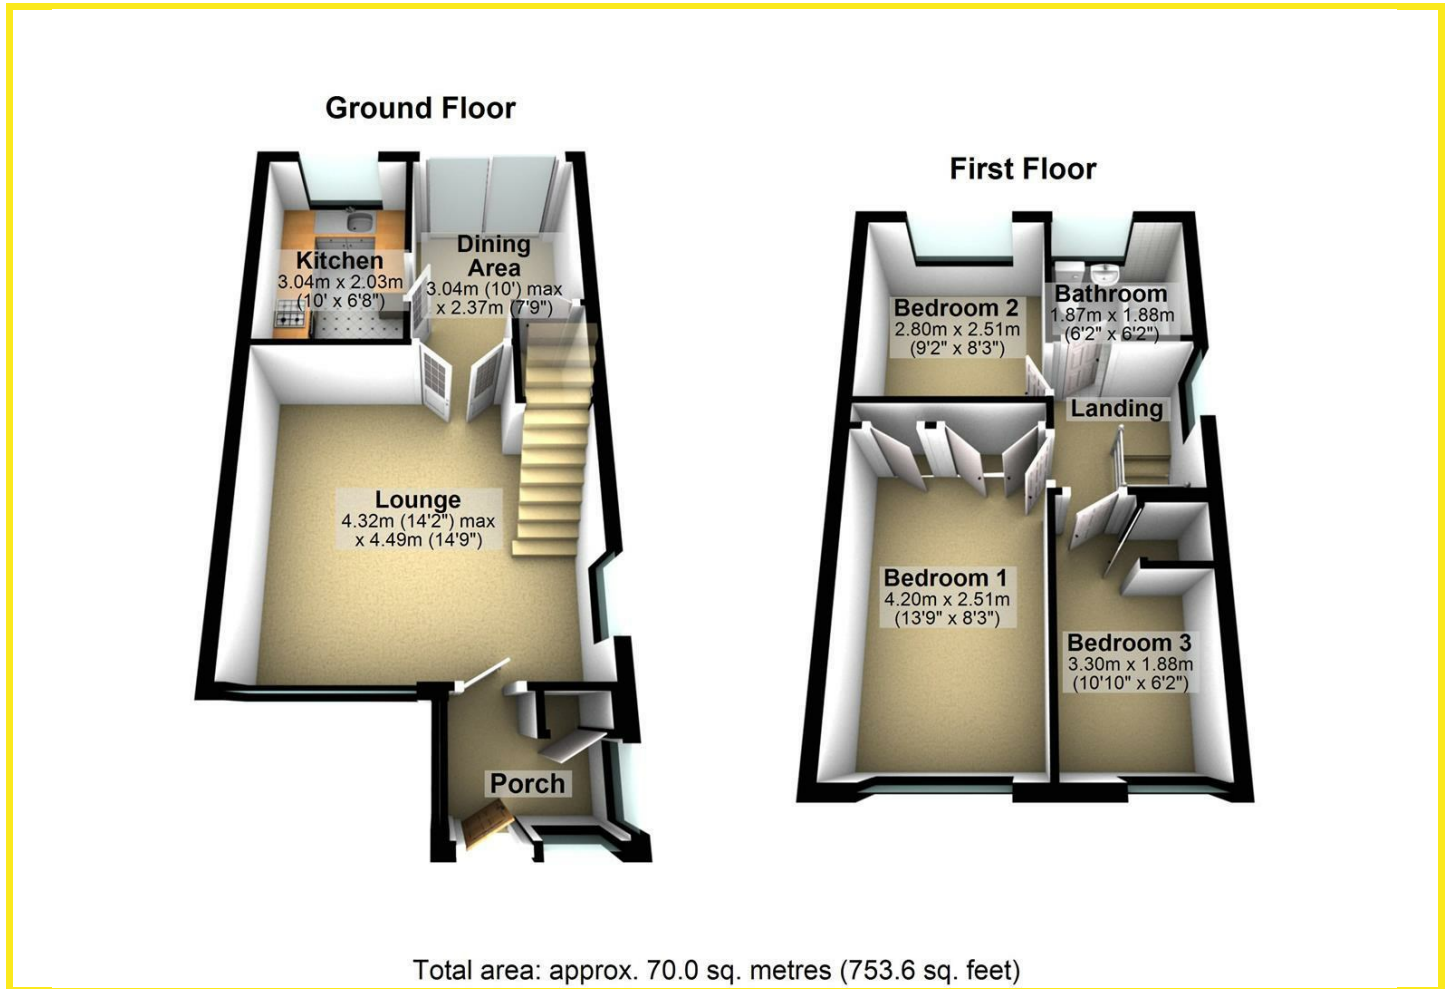 Ground Floor
Kitchen
3.04m x 2.03m
(10' x 6'8")
Dining
Area
3.04m (10') max
x 2.37m (7'9")
Lounge
4.32m (14'2") max
x 4.49m (14'9")
Porch
First Floor
Bedroom 2
2.80m x 2.51m
(9'2" x 8'3")
Bathroom
1.87m x 1.88m
(6'2" x 6'2")
Landing
Bedroom 1
4.20m x 2.51m
(13'9" x 8'3")
Bedroom 3
3.30m x 1.88m
(10'10" x 6'2")
Total area: approx. 70.0 sq. metres (753.6 sq. feet)